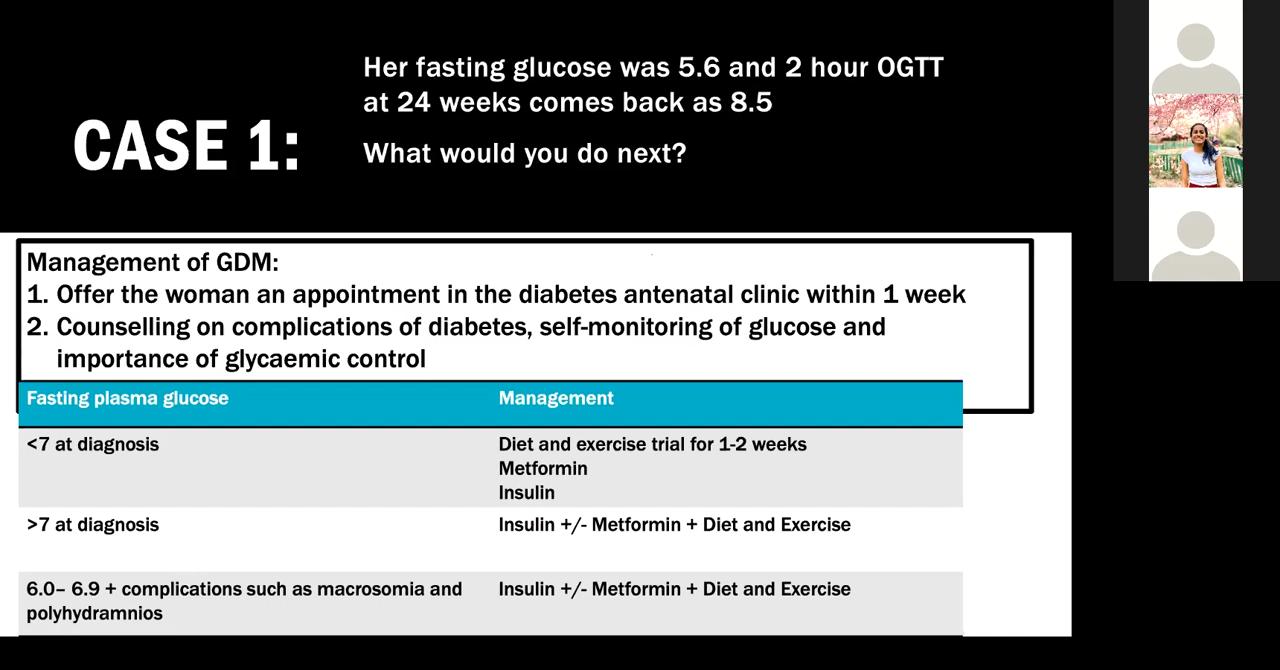 CASE 1:
Her fasting glucose was 5.6 and 2 hour OGTT
at 24 weeks comes back as 8.5
What would you do next?
Management of GDM:
1. Offer the woman an appointment in the diabetes antenatal clinic within 1 week
2. Counselling on complications of diabetes, self-monitoring of glucose and
importance of glycaemic control
Fasting plasma glucose Management
<7 at diagnosis Diet and exercise trial for 1-2 weeks
Metformin
Insulin
>7 at diagnosis Insulin +/- Metformin + Diet and Exercise
6.0– 6.9 + complications such as macrosomia and Insulin +/- Metformin + Diet and Exercise
polyhydramnios